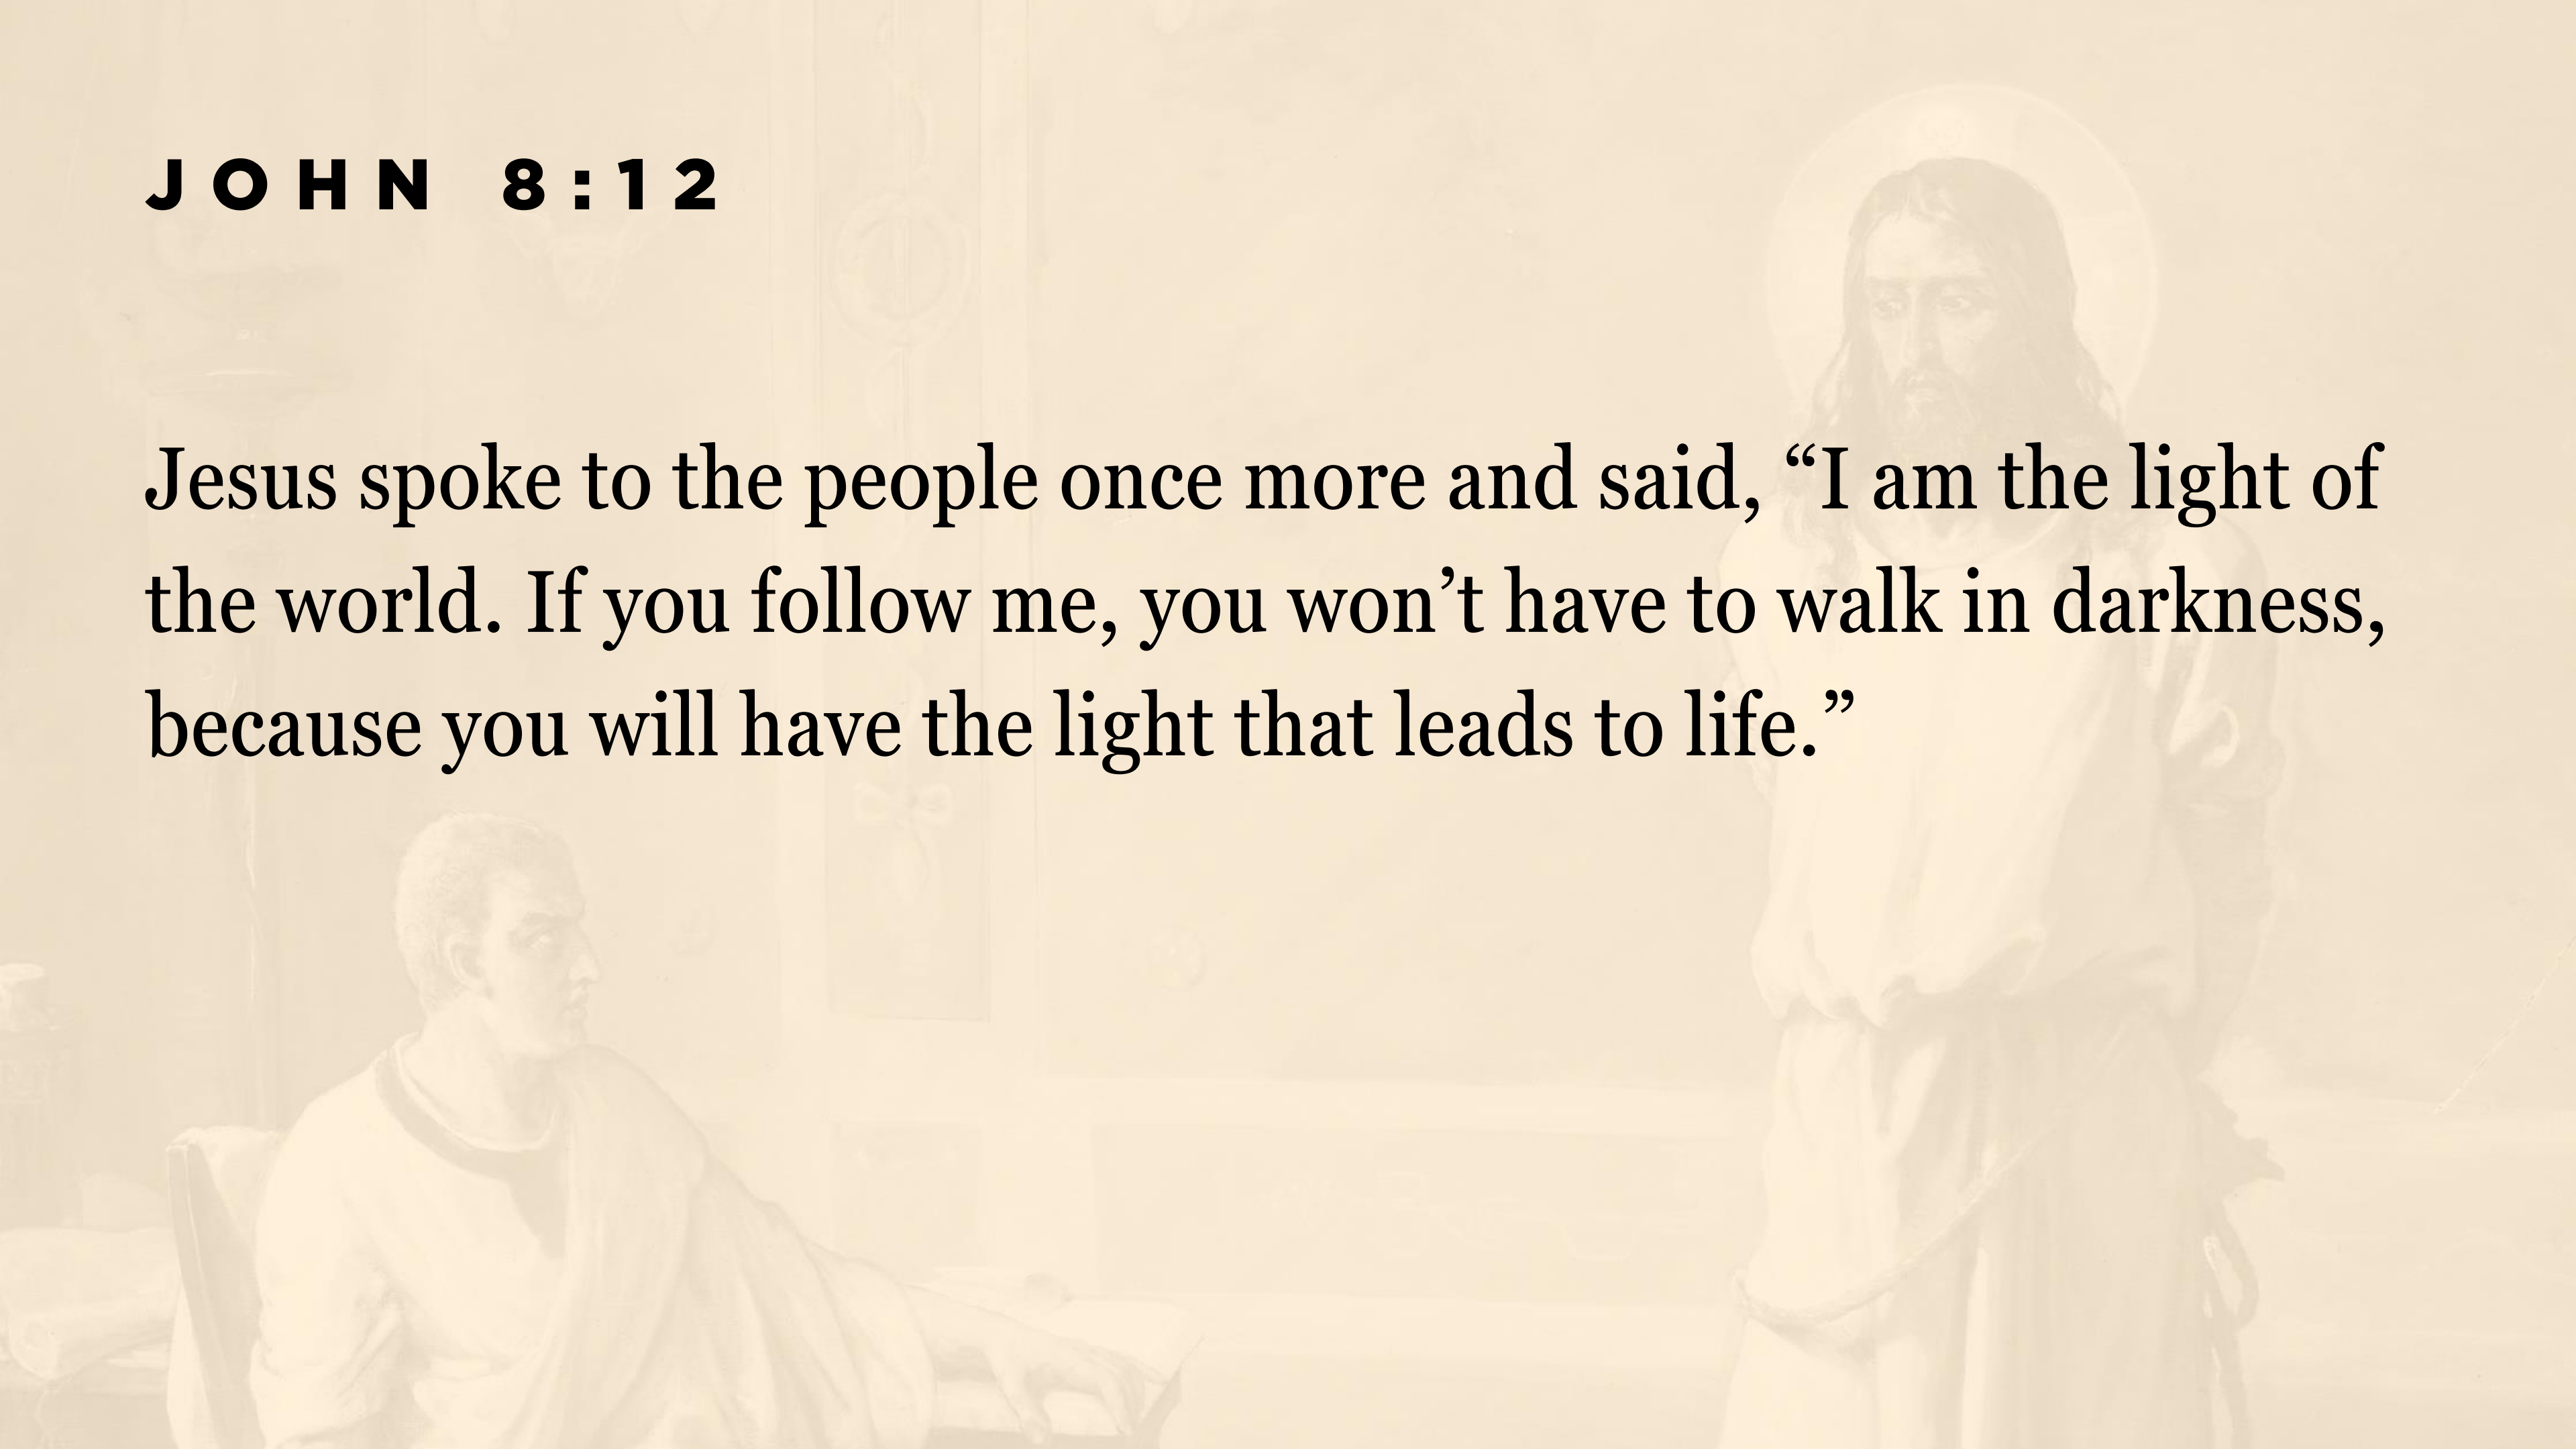 JOHN 8:12
Jesus spoke to the people once more and said, “I am the light of
the world. If you follow me, you won’t have to walk in darkness,
because you will have the light that leads to life.”